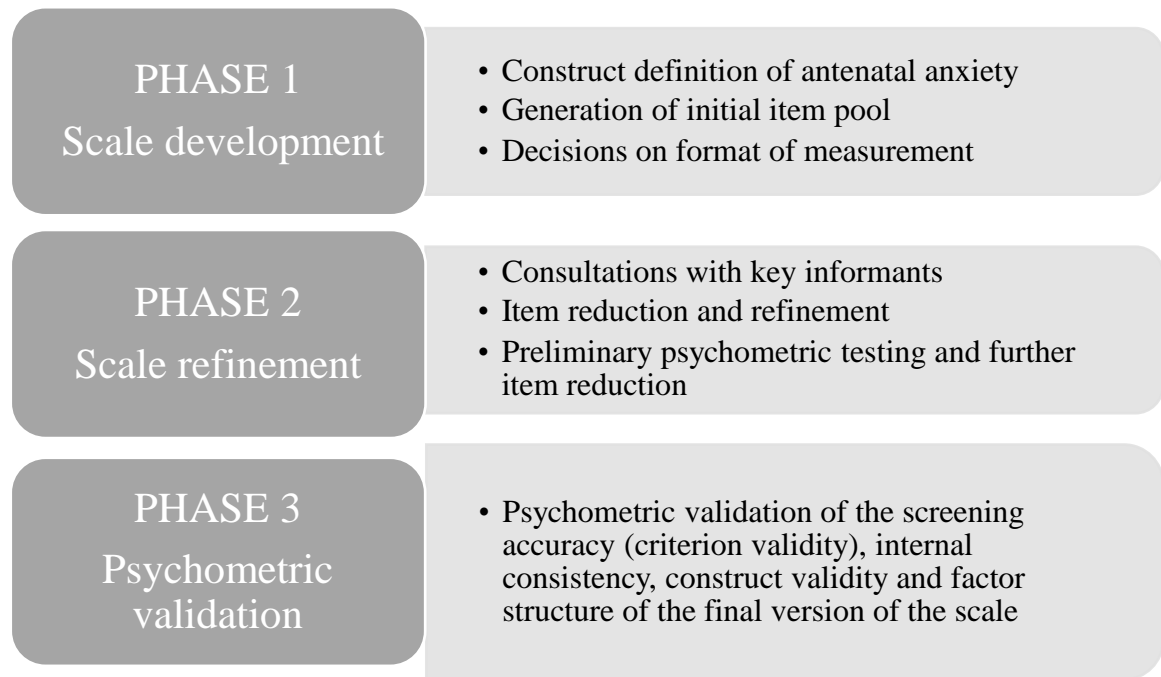 PHASE 1
Scale development
• Construct definition of antenatal anxiety
• Generation of initial item pool
• Decisions on format of measurement
PHASE 2
Scale refinement
• Consultations with key informants
• Item reduction and refinement
• Preliminary psychometric testing and further
item reduction
PHASE 3
Psychometric
validation
• Psychometric validation of the screening
accuracy (criterion validity), internal
consistency, construct validity and factor
structure of the final version of the scale